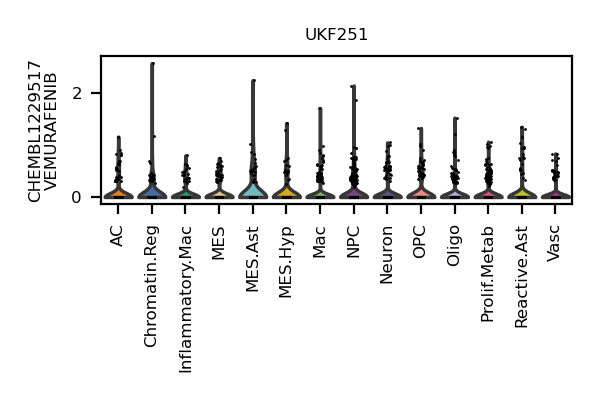 UKF251
CHEMBL1229517
VEMURAFENIB
2
0
AC
Chromatin.Reg
Inflammatory.Mac
MES
MES.Ast
MES.Hyp
Mac
NPC
Neuron
OPC
Oligo
Prolif.Metab
Reactive.Ast
Vasc